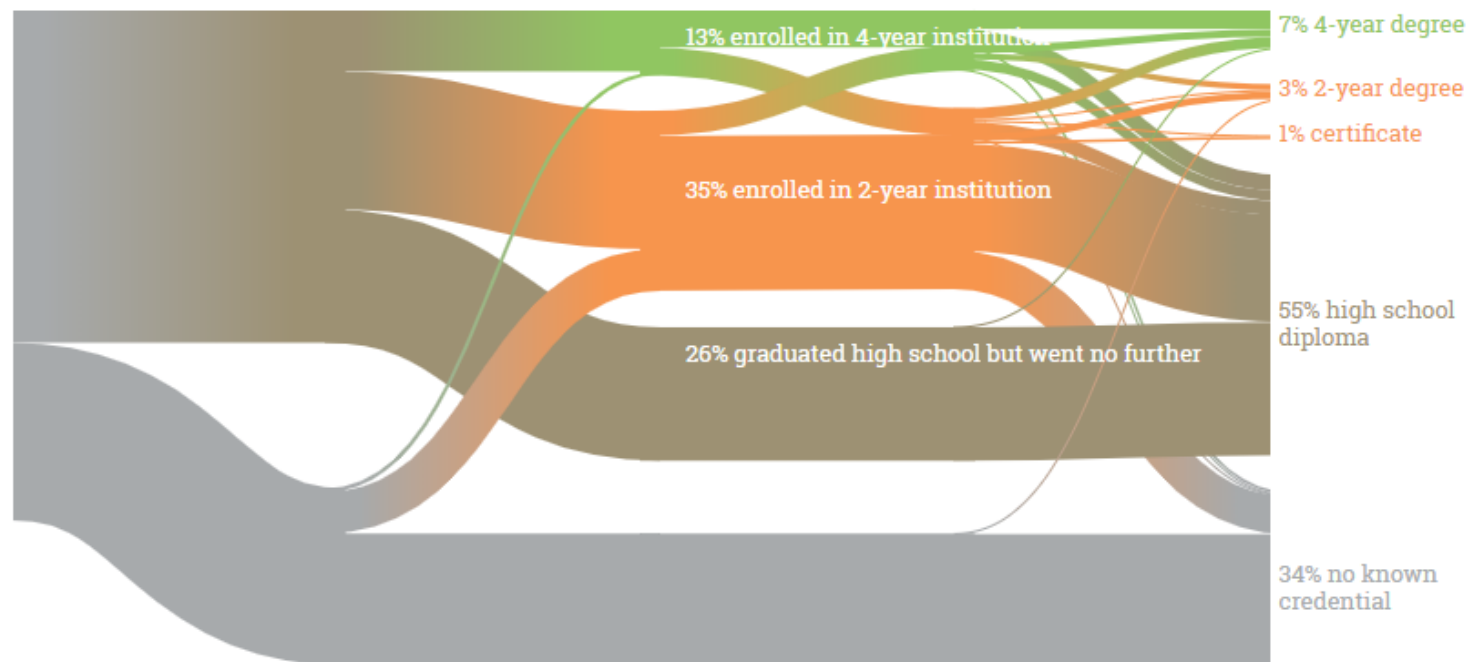 13% enrolled in 4-year institution
7% 4-year degree
3% 2-year degree
1% certificate
35% enrolled in 2-year institution
55% high school
diploma
26% graduated high school but went no further
34% no known
credential